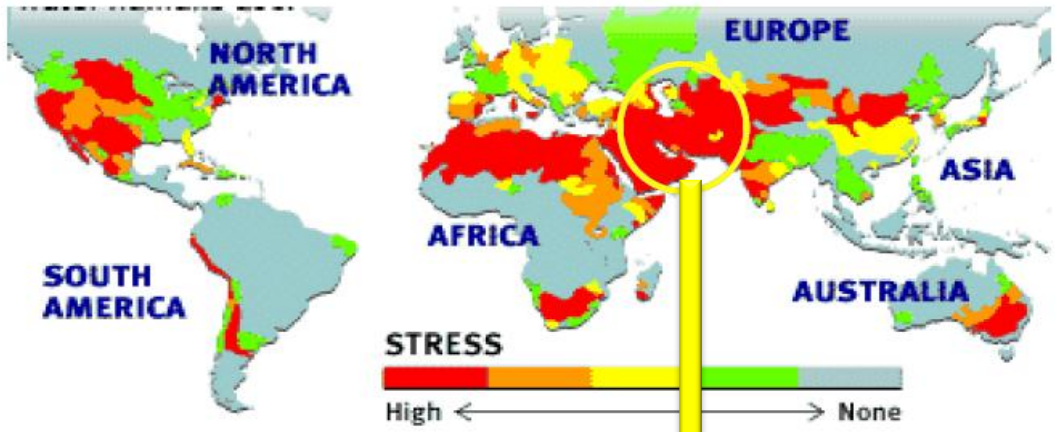 NORTH
AMERICA
EUROPE
ASIA
AFRICA
SOUTH
AMERICA
AUSTRALIA
STRESS
High
None